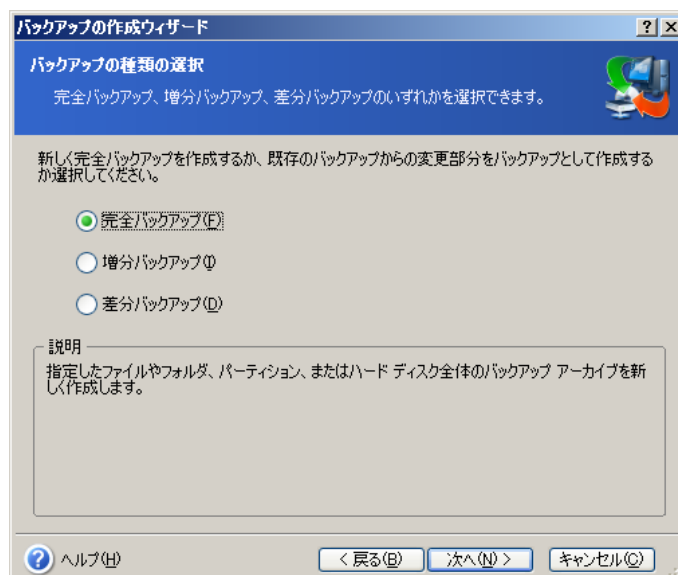 バックアップの作成ウィザード
バックアップの種類の選択
完全バックアップ、増分バックアップ、差分バックアップのいずれかを選択できます。
新しく完全バックアップを作成するか、既存のバックアップからの変更部分をバックアップとして作成する
か選択してください。
完全バックアップ(F)
増分バックアップ(I)
差分バックアップ(D)
説明
指定したファイルやフォルダ、パーティション、またはハード ディスク全体のバックアップ アーカイブを新
しく作成します。
ヘルプ(H)
< 戻る(B)
次へ(N) >
キャンセル(C)